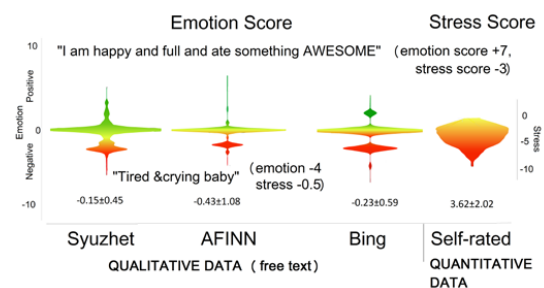 Emotion Score
Stress Score
10
"I am happy and full and ate something AWESOME"
(emotion score +7,
stress score -3)
Positive
Emotion
0
Negative
-10
0
-5
-10
Stress
"Tired &crying baby"
(emotion -4
stress -0.5)
-0.15±0.45
-0.43±1.08
-0.23±0.59
3.62±2.02
Syuzhet
AFINN
Bing
Self-rated
QUALITATIVE DATA ( free text )
QUANTITATIVE
DATA